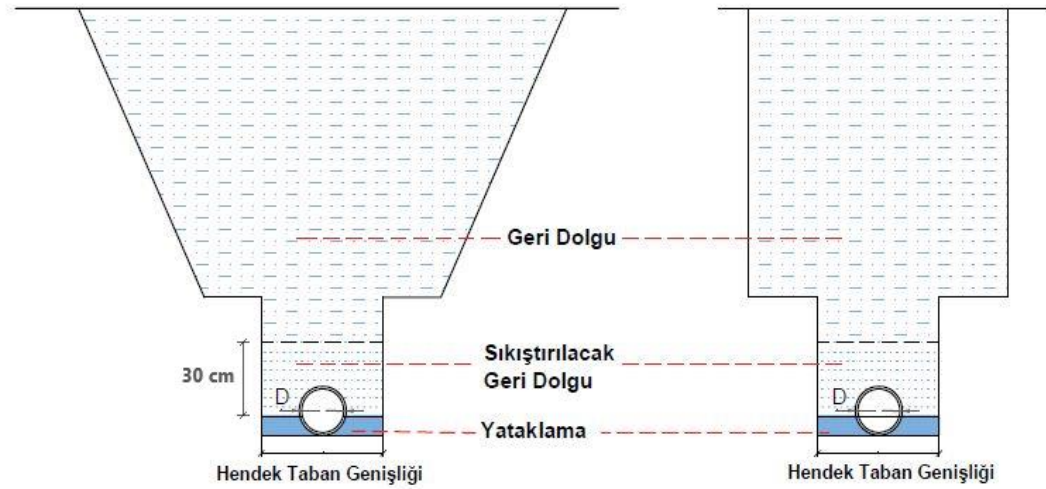 Geri Dolgu
Sıkıştırılacak
Geri Dolgu
30 cm
D
D
Yataklama
Hendek Taban Genişliği
Hendek Taban Genişliği